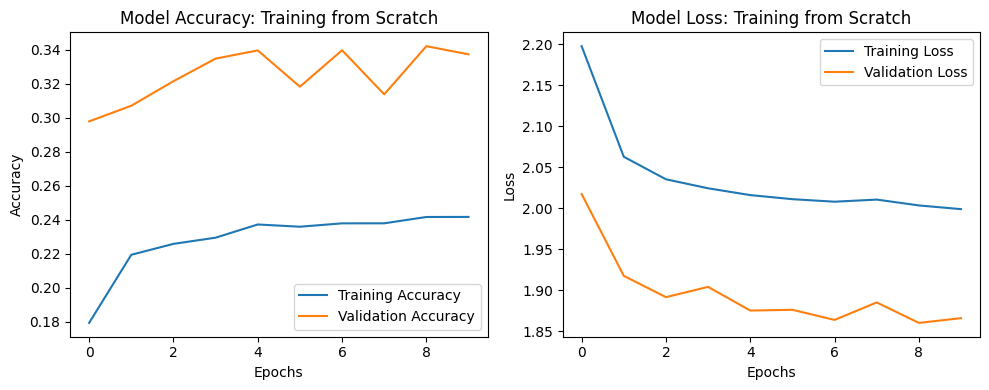 Model Accuracy: Training from Scratch
0.34
0.32
0.30
0.28
0.26
0.24
0.22
0.20
0.18
Accuracy
Training Accuracy
Validation Accuracy
0 2 4 6 8
Epochs
Model Loss: Training from Scratch
2.20
2.15
2.10
2.05
2.00
1.95
1.90
1.85
Loss
Training Loss
Validation Loss
0 2 4 6 8
Epochs